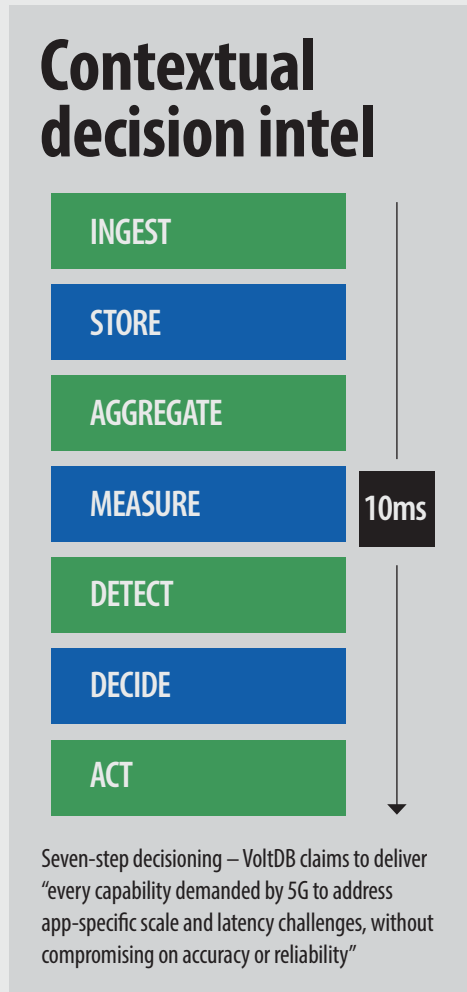 Contextual
decision intel
INGEST
STORE
AGGREGATE
MEASURE
10ms
DETECT
DECIDE
ACT
Seven-step decisioning – VoltDB claims to deliver
“every capability demanded by 5G to address
app-specific scale and latency challenges, without
compromising on accuracy or reliability”